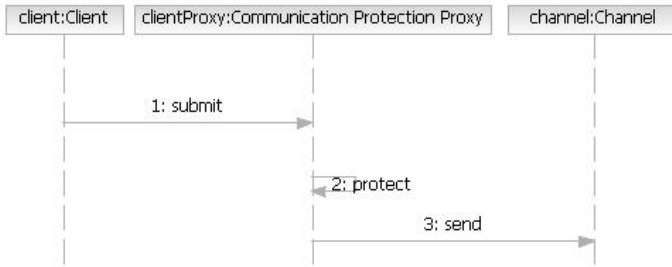 client:Client
clientProxy:Communication Protection Proxy
channel:Channel
1: submit
2: protect
3: send